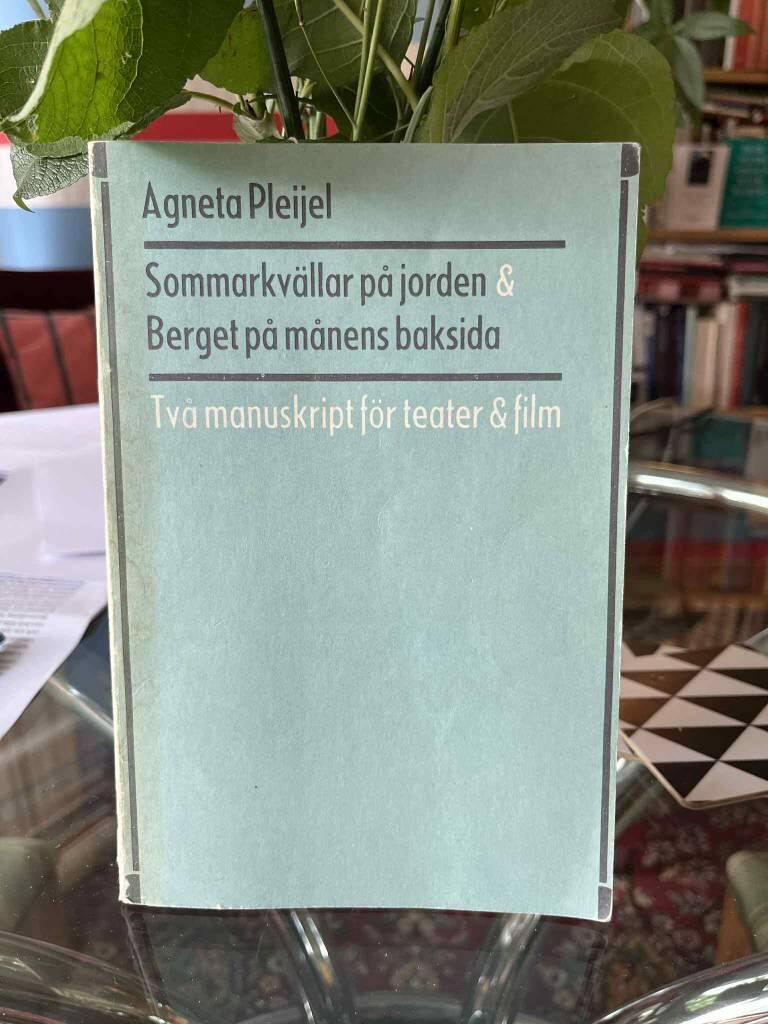 Agneta Pleijel
Sommarkvällar på jorden &
Berget på månens baksida
Två manuskript för teater & film